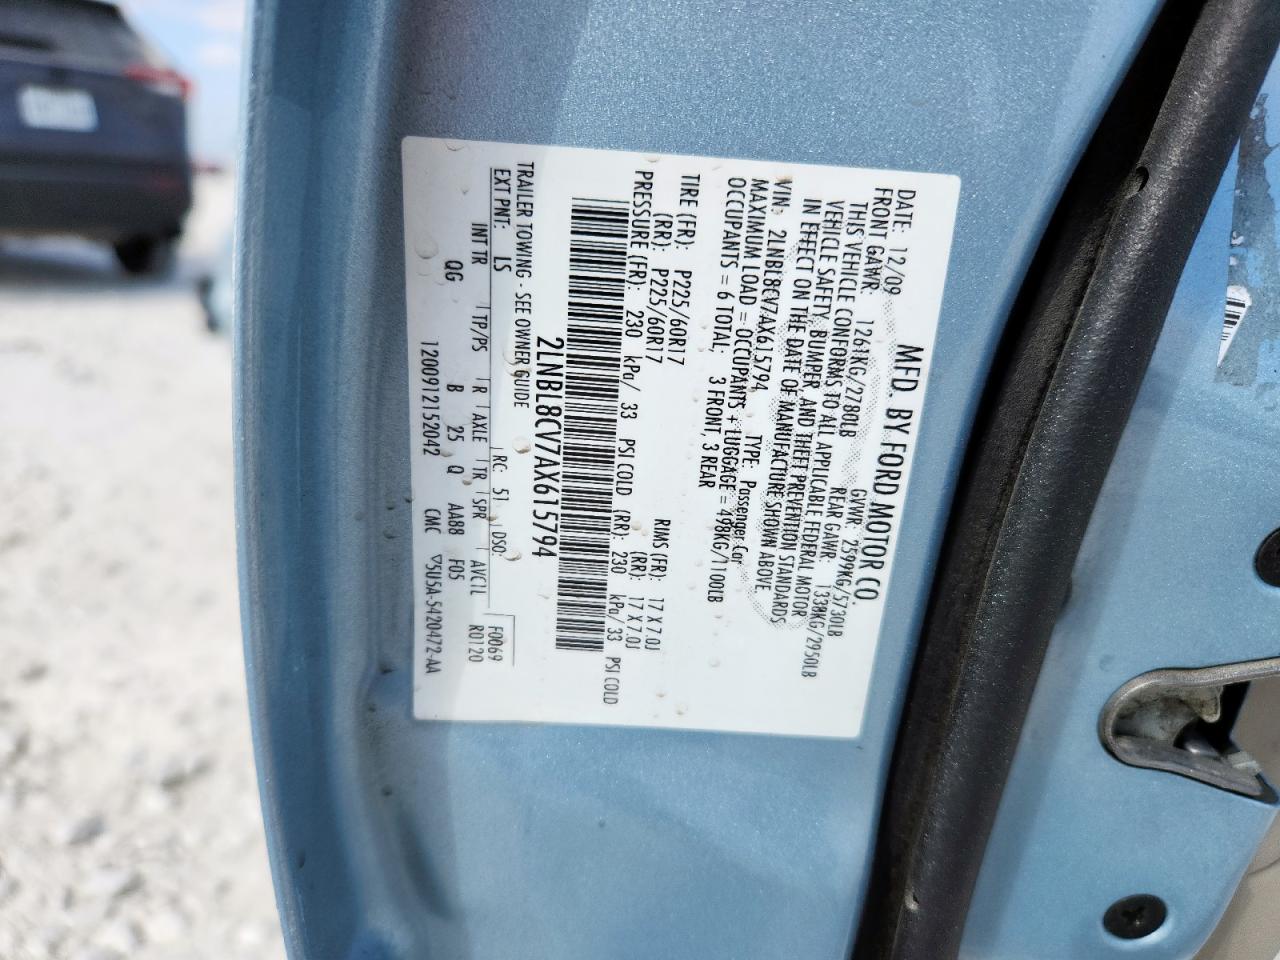 MFD. BY FORD MOTOR CO.
DATE: 12/09 GVWR: 2599KG/5730LB
FRONT GAWR: 1261KG/2780LB REAR GAWR: 1338KG/2950LB
THIS VEHICLE CONFORMS TO ALL APPLICABLE FEDERAL MOTOR
VEHICLE SAFETY, BUMPER, AND THEFT PREVENTION STANDARDS
IN EFFECT ON THE DATE OF MANUFACTURE SHOWN ABOVE.
VIN: 2LNBL8CV7AX615794 TYPE: Passenger Car
MAXIMUM LOAD = OCCUPANTS + LUGGAGE = 498KG/1100LB
OCCUPANTS = 6 TOTAL; 3 FRONT, 3 REAR
TIRE (FR): P225/60R17 RIMS (FR): 17 X 7.0J
(RR): P225/60R17 (RR): 17 X 7.0J
PRESSURE (FR): 230 kPa/ 33 PSI COLD (RR): 230 kPa/ 33 PSI COLD
2LNBL8CV7AX615794
TRAILER TOWING - SEE OWNER GUIDE
EXT PNT: LS RC: 51 DSO: F0069
INT TR TP/PS R AXLE TR SPR AVC1L R0120
QG B 25 Q AA88 F05
1200912152042 CMC ▽5U5A-5420472-AA